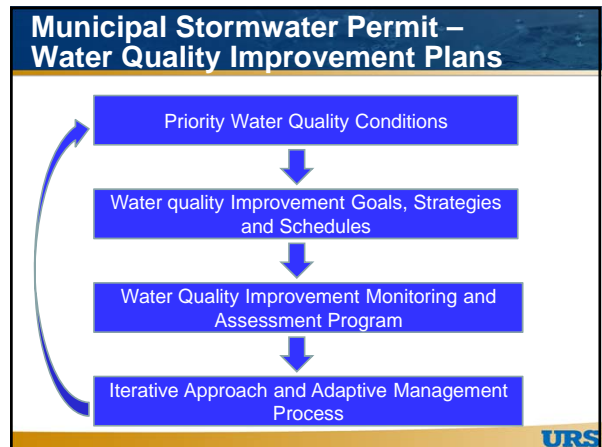 Municipal Stormwater Permit –
Water Quality Improvement Plans
Priority Water Quality Conditions
Water quality Improvement Goals, Strategies
and Schedules
Water Quality Improvement Monitoring and
Assessment Program
Iterative Approach and Adaptive Management
Process
URS